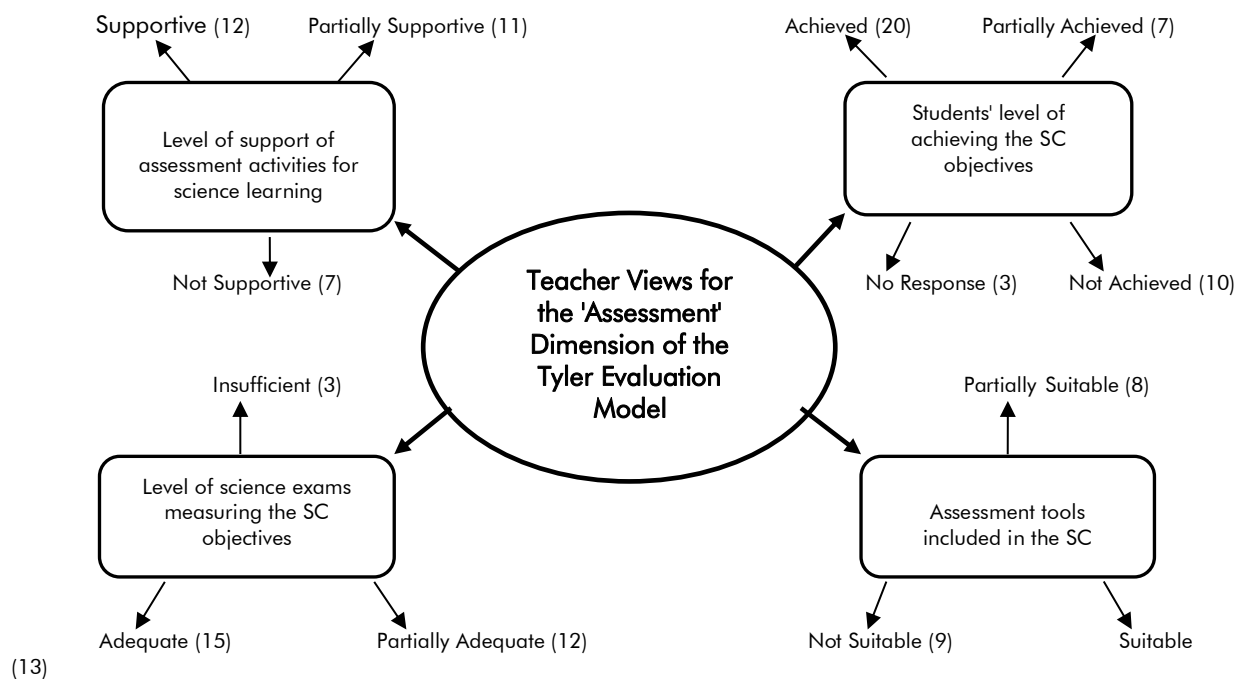 Supportive (12)
Partially Supportive (11)
Level of support of
assessment activities for
science learning
Not Supportive (7)
Achieved (20)
Partially Achieved (7)
Students' level of
achieving the SC
objectives
No Response (3)
Not Achieved (10)
Teacher Views for
the 'Assessment'
Dimension of the
Tyler Evaluation
Model
Insufficient (3)
Level of science exams
measuring the SC
objectives
Adequate (15)
Partially Adequate (12)
Partially Suitable (8)
Assessment tools
included in the SC
Not Suitable (9)
Suitable
(13)